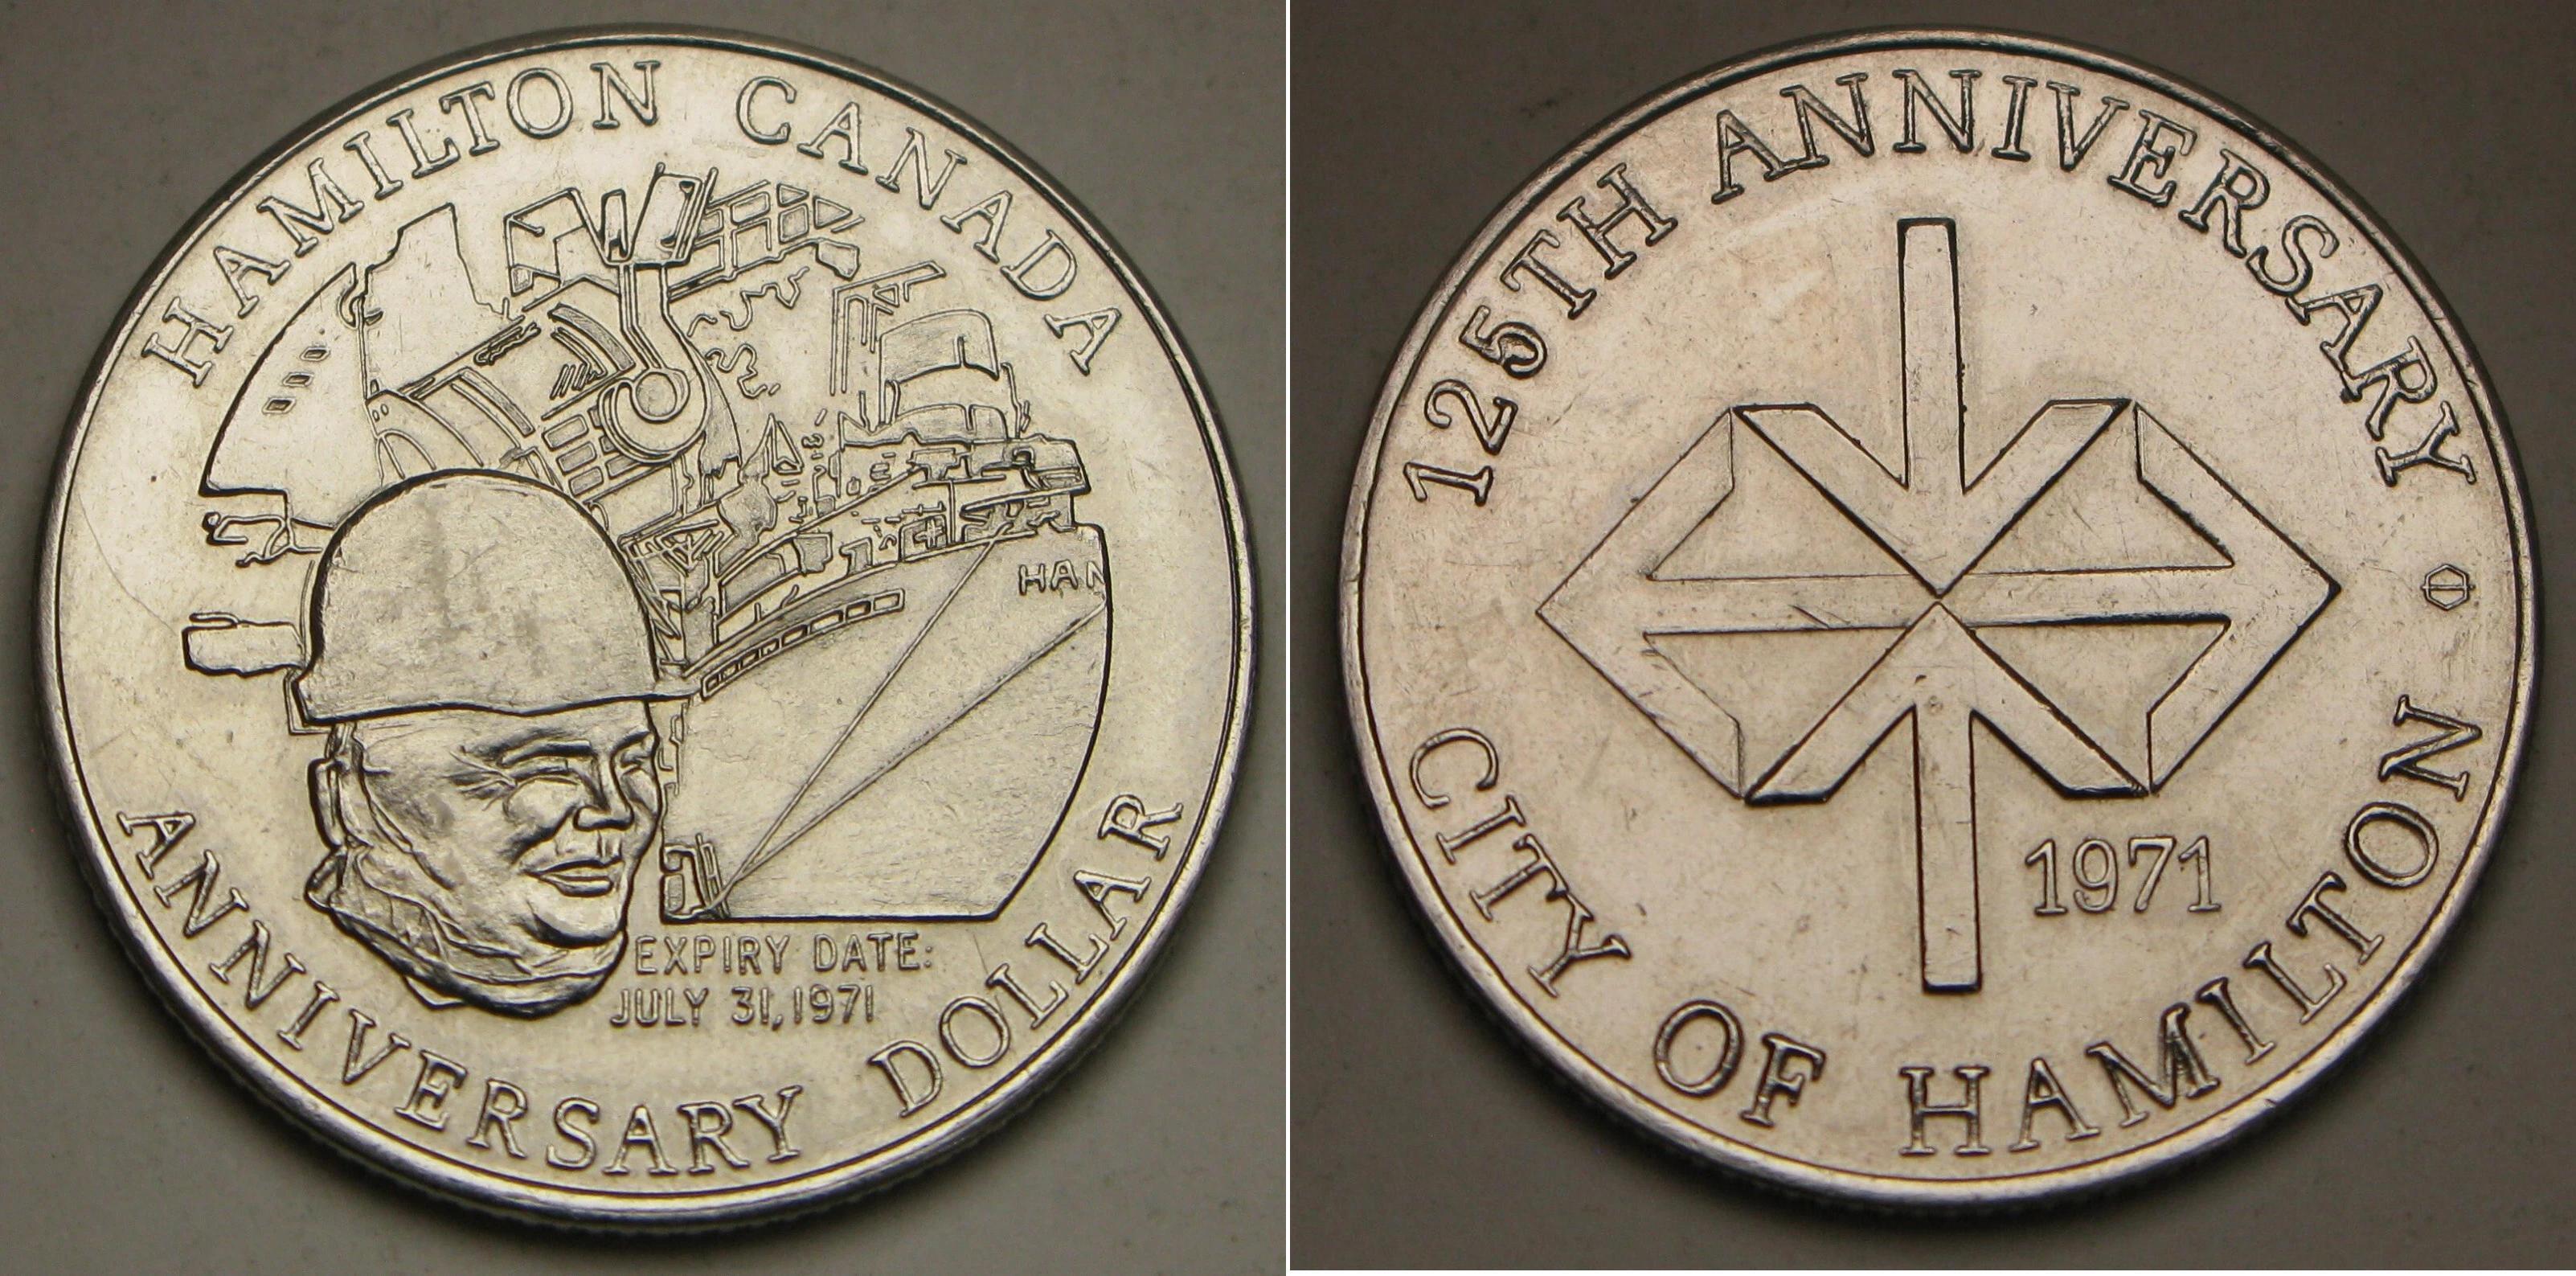 HAMILTON CANADA
HAN
EXPIRY DATE:
JULY 31, 1971
ANNIVERSARY DOLLAR
125TH ANNIVERSARY
1971
CITY OF HAMILTON